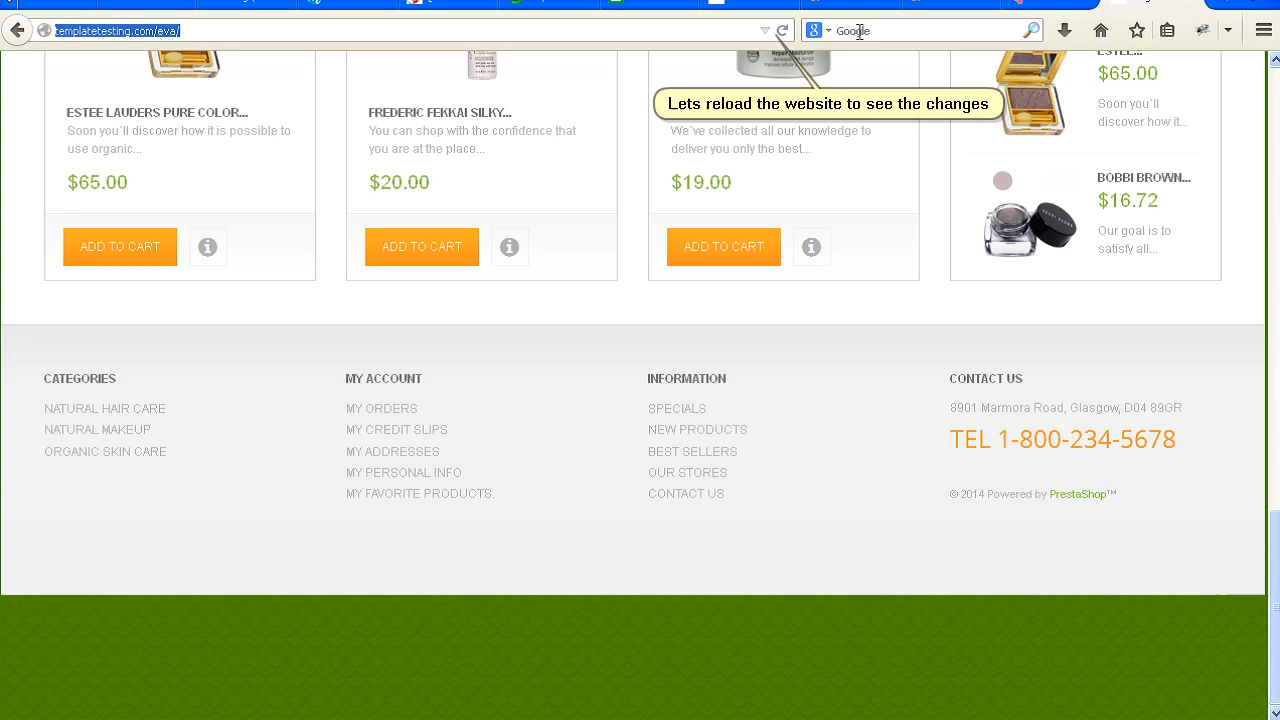 templatetesting.com/eva/
Google
Lets reload the website to see the changes
ESTEE LAUDERS PURE COLOR...
Soon you`ll discover how it is possible to
use organic...
$65.00
ADD TO CART
FREDERIC FEKKAI SILKY...
You can shop with the confidence that
you are at the place...
$20.00
ADD TO CART
Repair Moisturizer
We`ve collected all our knowledge to
deliver you only the best...
$19.00
ADD TO CART
ESTEE...
$65.00
Soon you`ll
discover how it...
BOBBI BROWN...
$16.72
Our goal is to
satisfy all...
CATEGORIES
NATURAL HAIR CARE
NATURAL MAKEUP
ORGANIC SKIN CARE
MY ACCOUNT
MY ORDERS
MY CREDIT SLIPS
MY ADDRESSES
MY PERSONAL INFO
MY FAVORITE PRODUCTS.
INFORMATION
SPECIALS
NEW PRODUCTS
BEST SELLERS
OUR STORES
CONTACT US
CONTACT US
8901 Marmora Road, Glasgow, D04 89GR
TEL 1-800-234-5678
© 2014 Powered by PrestaShop™